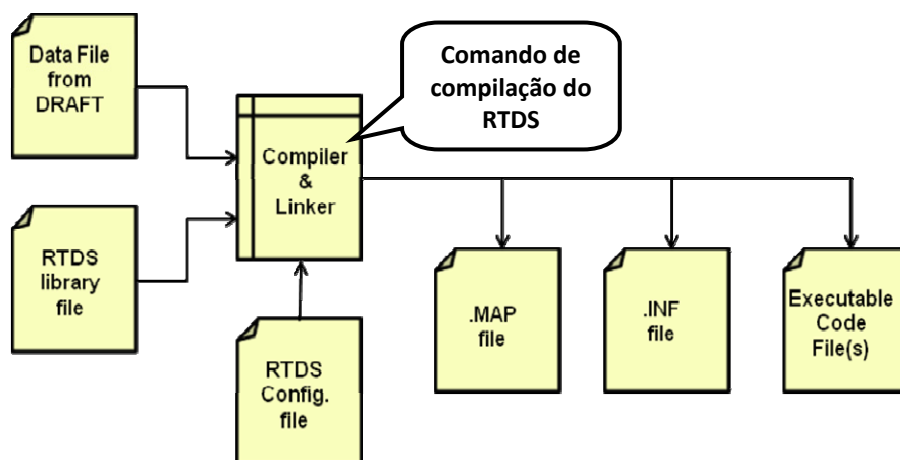 Data File
from
DRAFT
Comando de
compilação do
RTDS
Compiler
&
Linker
RTDS
library
file
RTDS
Config.
file
.MAP
file
.INF
file
Executable
Code
File(s)